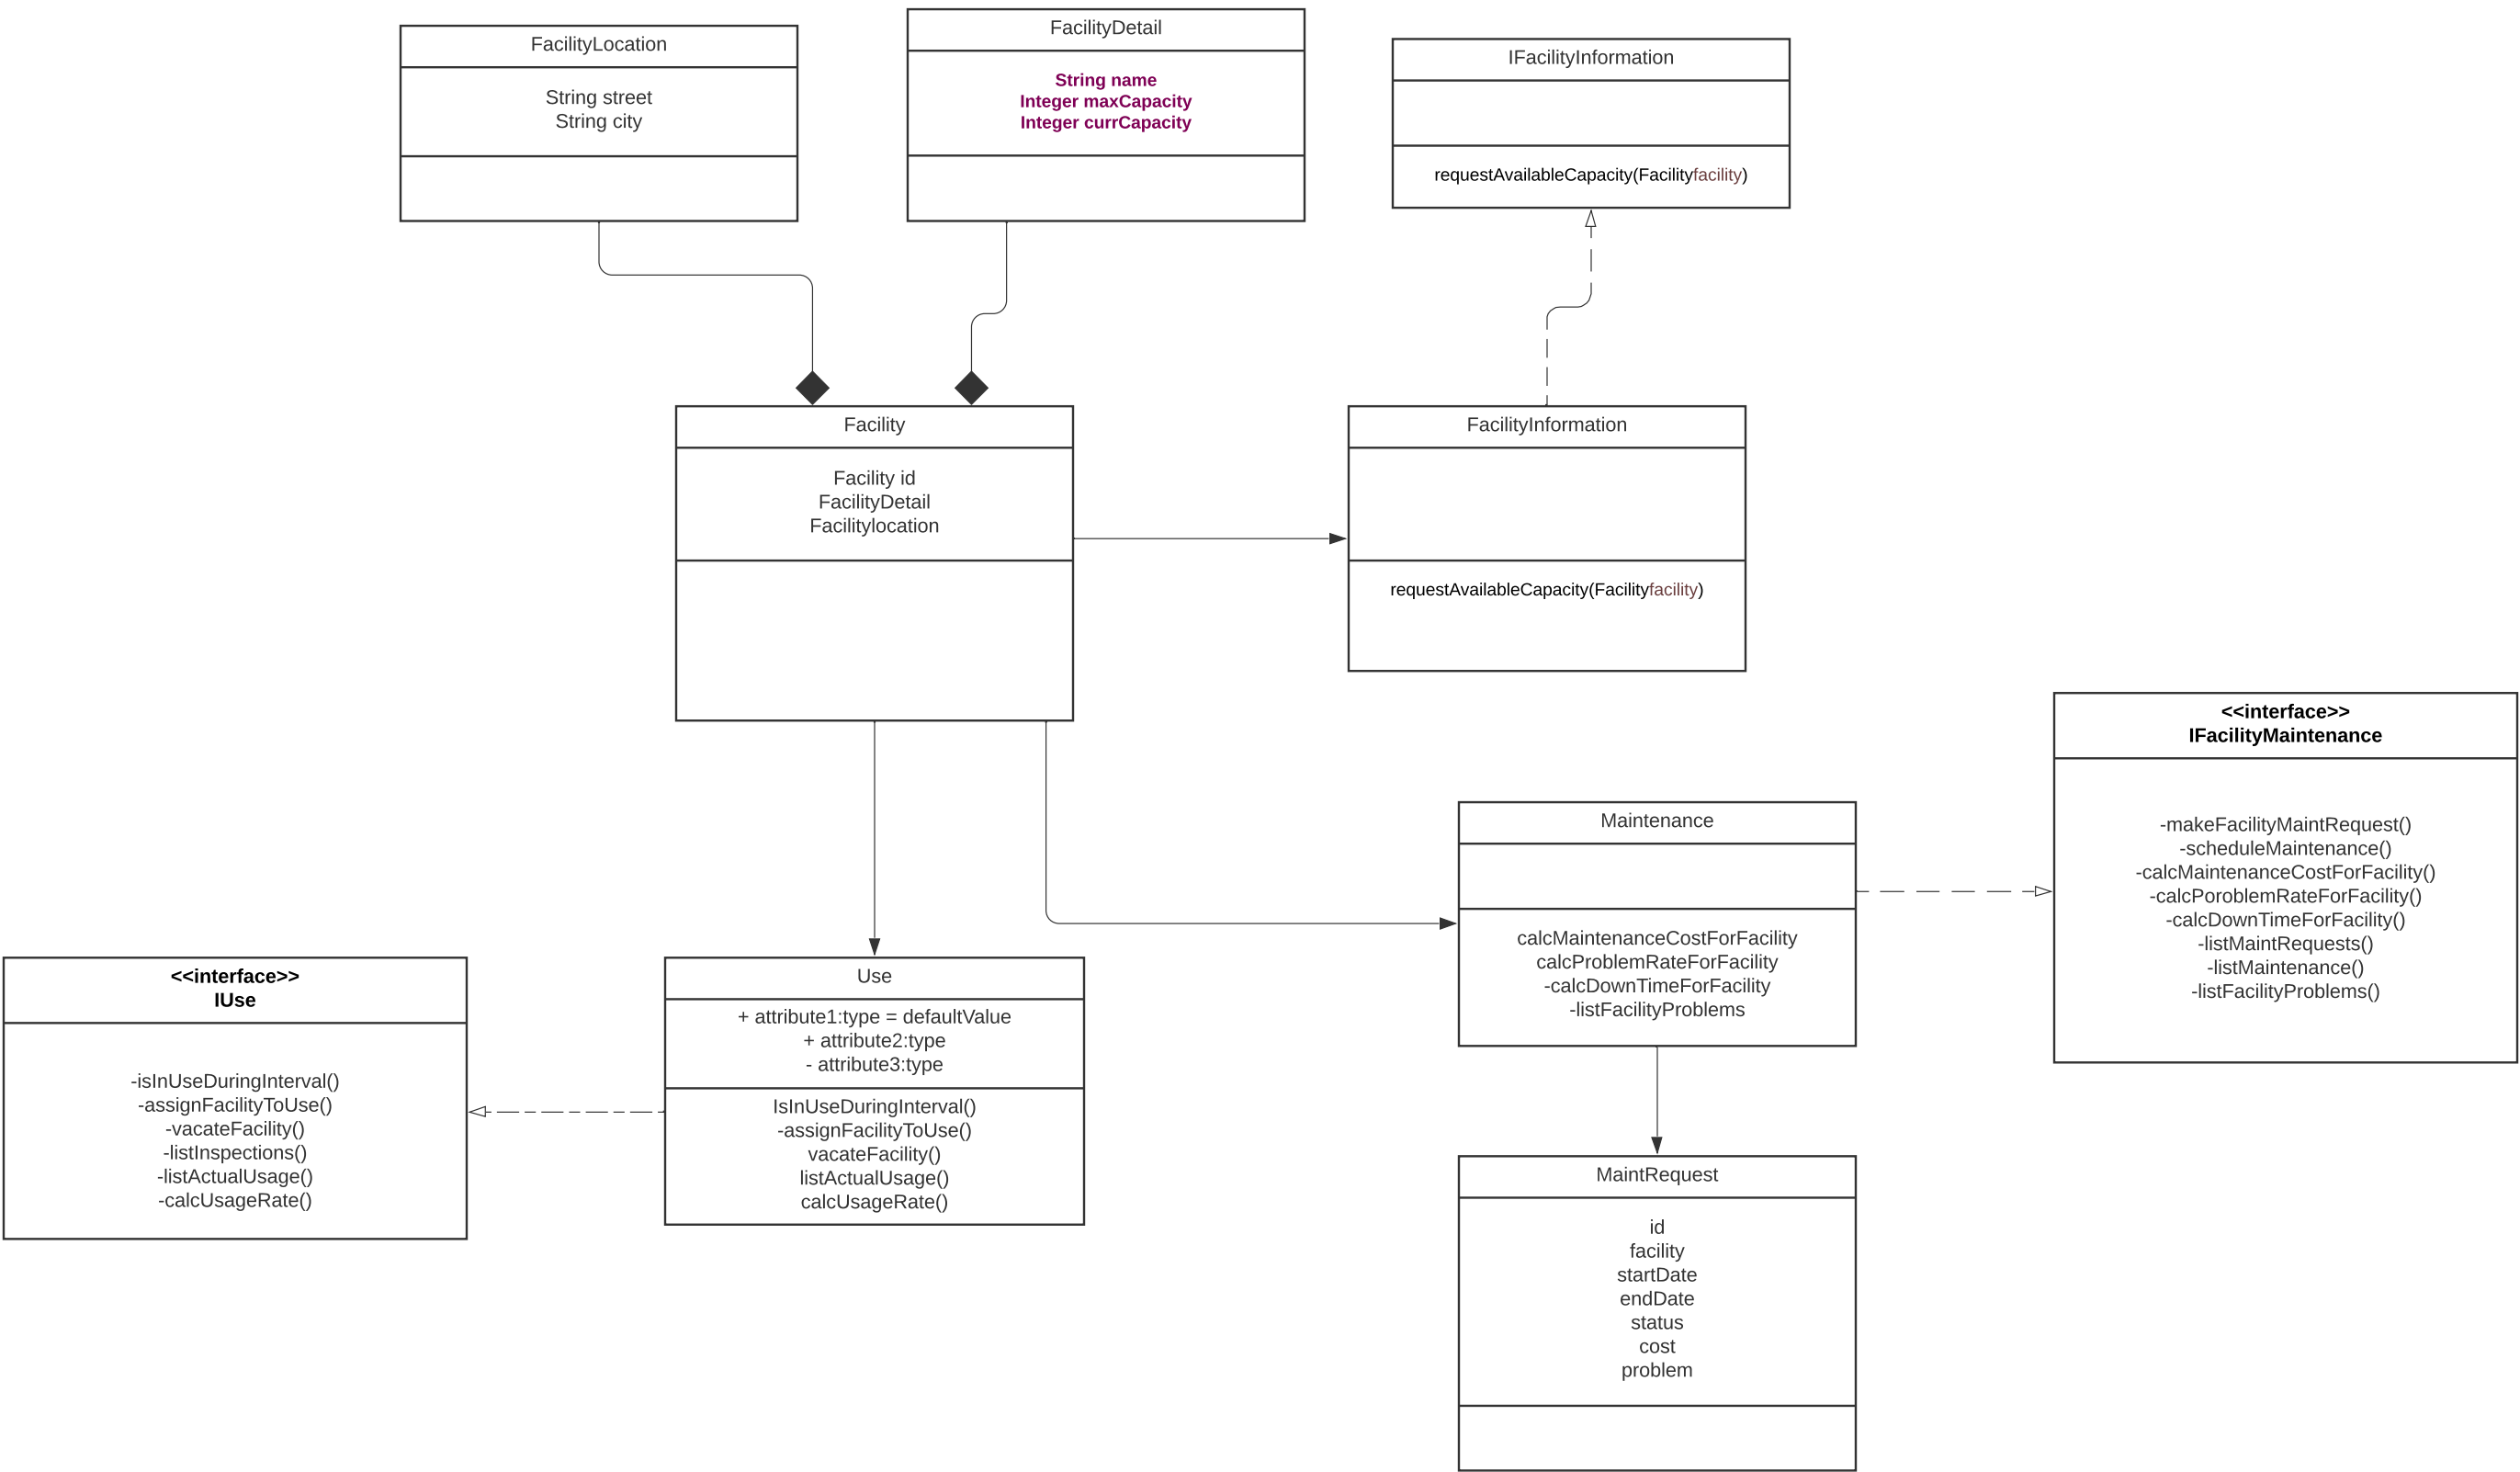 FacilityLocation
String street
String city
FacilityDetail
String name
Integer maxCapacity
Integer currCapacity
IFacilityInformation
requestAvailableCapacity(Facilityfacility)
Facility
Facility id
FacilityDetail
Facilitylocation
FacilityInformation
requestAvailableCapacity(Facilityfacility)
<<interface>>
IFacilityMaintenance
-makeFacilityMaintRequest()
-scheduleMaintenance()
-calcMaintenanceCostForFacility()
-calcPoroblemRateForFacility()
-calcDownTimeForFacility()
-listMaintRequests()
-listMaintenance()
-listFacilityProblems()
Maintenance
calcMaintenanceCostForFacility
calcProblemRateForFacility
-calcDownTimeForFacility
-listFacilityProblems
<<interface>>
IUse
-isInUseDuringInterval()
-assignFacilityToUse()
-vacateFacility()
-listInspections()
-listActualUsage()
-calcUsageRate()
Use
+ attribute1:type = defaultValue
+ attribute2:type
- attribute3:type
IsInUseDuringInterval()
-assignFacilityToUse()
vacateFacility()
listActualUsage()
calcUsageRate()
MaintRequest
id
facility
startDate
endDate
status
cost
problem